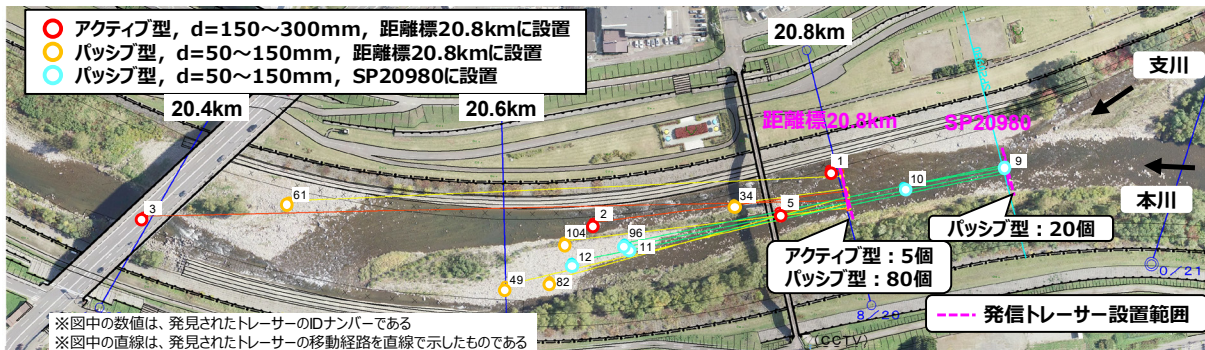 アクティブ型，d=150～300mm，距離標20.8kmに設置
パッシブ型，d=50～150mm，距離標20.8kmに設置
パッシブ型，d=50～150mm，SP20980に設置
20.4km
20.6km
20.8km
支川
距離標20.8km
SP20980
本川
1
9
10
61
34
3
5
2
104
96
11
12
49
82
パッシブ型：20個
アクティブ型：5個
パッシブ型：80個
0/21
8/20
発信トレーサー設置範囲
(CCTV)
※図中の数値は、発見されたトレーサーのIDナンバーである
※図中の直線は、発見されたトレーサーの移動経路を直線で示したものである